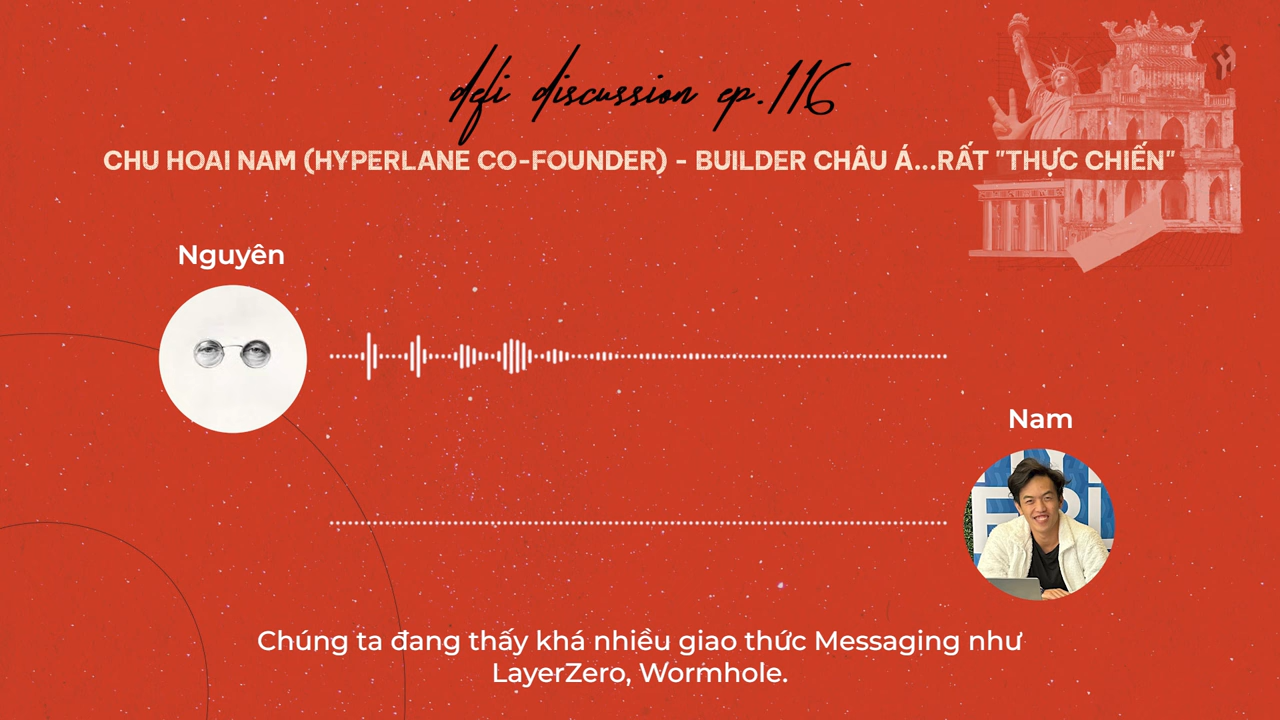 defi discussion ep.116
CHU HOAI NAM (HYPERLANE CO-FOUNDER) - BUILDER CHÂU Á...RẤT "THỰC CHIẾN"
Nguyên
Nam
Chúng ta đang thấy khá nhiều giao thức Messaging như
LayerZero, Wormhole.